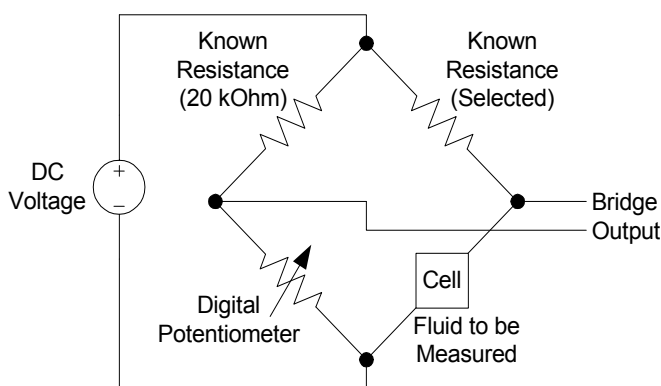 Known
Resistance
(20 kOhm)
Known
Resistance
(Selected)
DC
Voltage
+
−
Bridge
Output
Cell
Digital
Potentiometer
Fluid to be
Measured